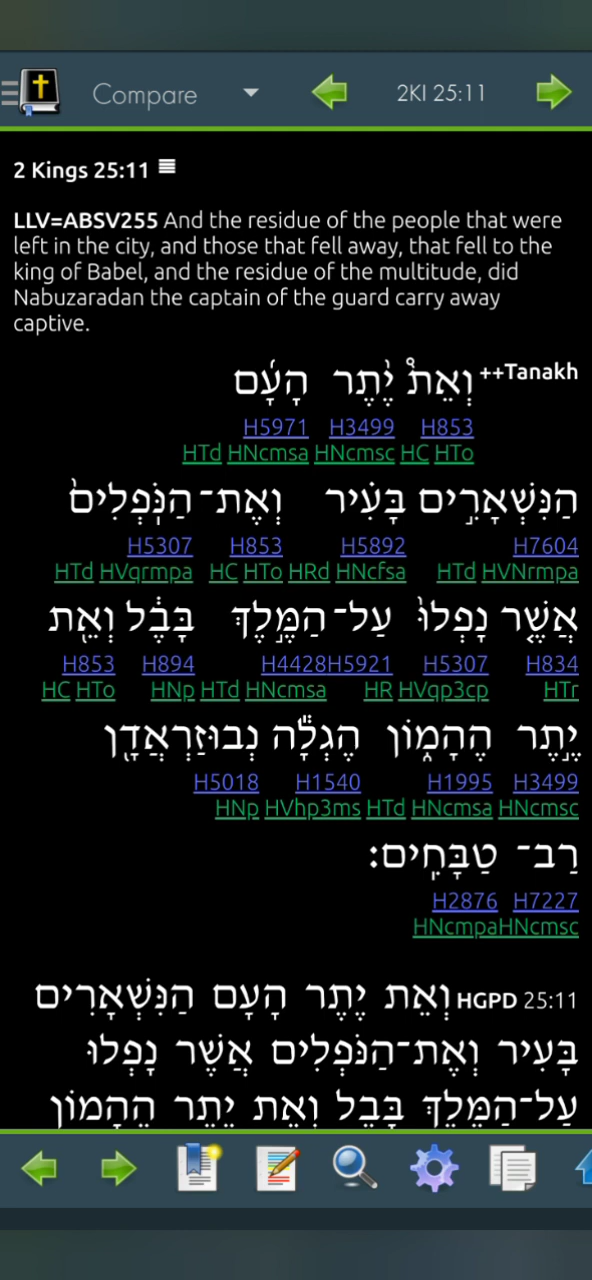 Compare
2KI 25:11
2 Kings 25:11
LLV=ABSV255 And the residue of the people that were
left in the city, and those that fell away, that fell to the
king of Babel, and the residue of the multitude, did
Nabuzaradan the captain of the guard carry away
captive.
++Tanakh וְאֵת֩ יֶ֨תֶר הָעָ֜ם
H853 H3499 H5971
HTd HNcmsa HNcmsc HC HTo
הַנִּשְׁאָרִ֣ים בָּעִ֗יר וְאֶת־הַנֹּֽפְלִים֙
H7604 H5892 H853 H5307
HTd HVqrmpa HC HTo HRd HNcfsa HTd HVNrmpa
אֲשֶׁ֤ר נָפְלוּ֙ עַל־הַמֶּ֣לֶךְ בָּבֶ֔ל וְאֵ֖ת
H834 H5307 H5921 H4428 H894 H853
HC HTo HNp HTd HNcmsa HR HVqp3cp HTr
יֶ֣תֶר הֶהָמ֑וֹן הֶגְלָ֕ה נְבוּזַרְאֲדָ֖ן
H3499 H1995 H1540 H5018
HNp HVhp3ms HTd HNcmsa HNcmsc
רַב־ טַבָּחִֽים׃
H7227 H2876
HNcmpa HNcmsc
HGPD 25:11 וְאֵת יֶתֶר הָעָם הַנִּשְׁאָרִים
בָּעִיר וְאֶת־הַנֹּפְלִים אֲשֶׁר נָפְלוּ
עַל־הַמֶּלֶךְ בָּבֶל וְאֵת יֶתֶר הֶהָמוֹן